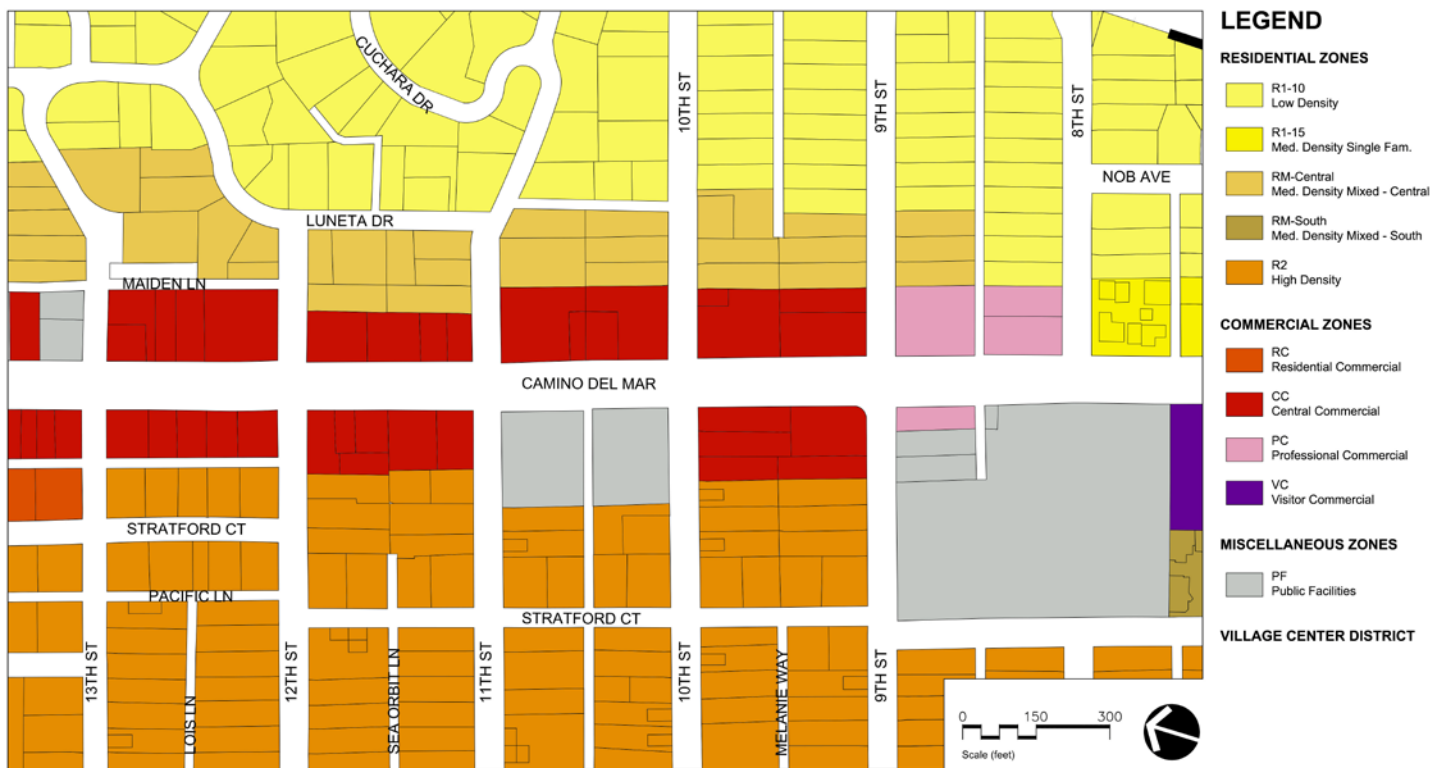 CUCHARA DR
10TH ST
9TH ST
8TH ST
NOB AVE
LUNETA DR
MAIDEN LN
CAMINO DEL MAR
STRATFORD CT
PACIFIC LN
STRATFORD CT
13TH ST
LOIS LN
12TH ST
SEA ORBIT LN
11TH ST
10TH ST
MELANIE WAY
9TH ST
0 150 300
Scale (feet)
LEGEND
RESIDENTIAL ZONES
R1-10
Low Density
R1-15
Med. Density Single Fam.
RM-Central
Med. Density Mixed - Central
RM-South
Med. Density Mixed - South
R2
High Density
COMMERCIAL ZONES
RC
Residential Commercial
CC
Central Commercial
PC
Professional Commercial
VC
Visitor Commercial
MISCELLANEOUS ZONES
PF
Public Facilities
VILLAGE CENTER DISTRICT